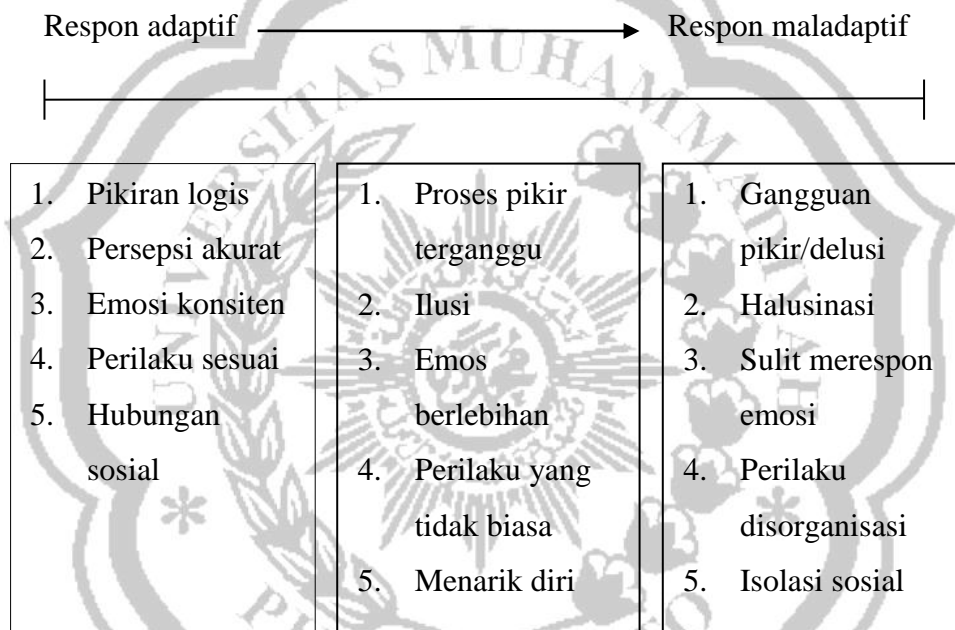 Respon adaptif Respon maladaptif
UNIVERSITAS MUHAMMADIYAH
1. Pikiran logis
2. Persepsi akurat
3. Emosi konsiten
4. Perilaku sesuai
5. Hubungan
sosial
1. Proses pikir
terganggu
2. Ilusi
3. Emos
berlebihan
4. Perilaku yang
tidak biasa
5. Menarik diri
1. Gangguan
pikir/delusi
2. Halusinasi
3. Sulit merespon
emosi
4. Perilaku
disorganisasi
5. Isolasi sosial